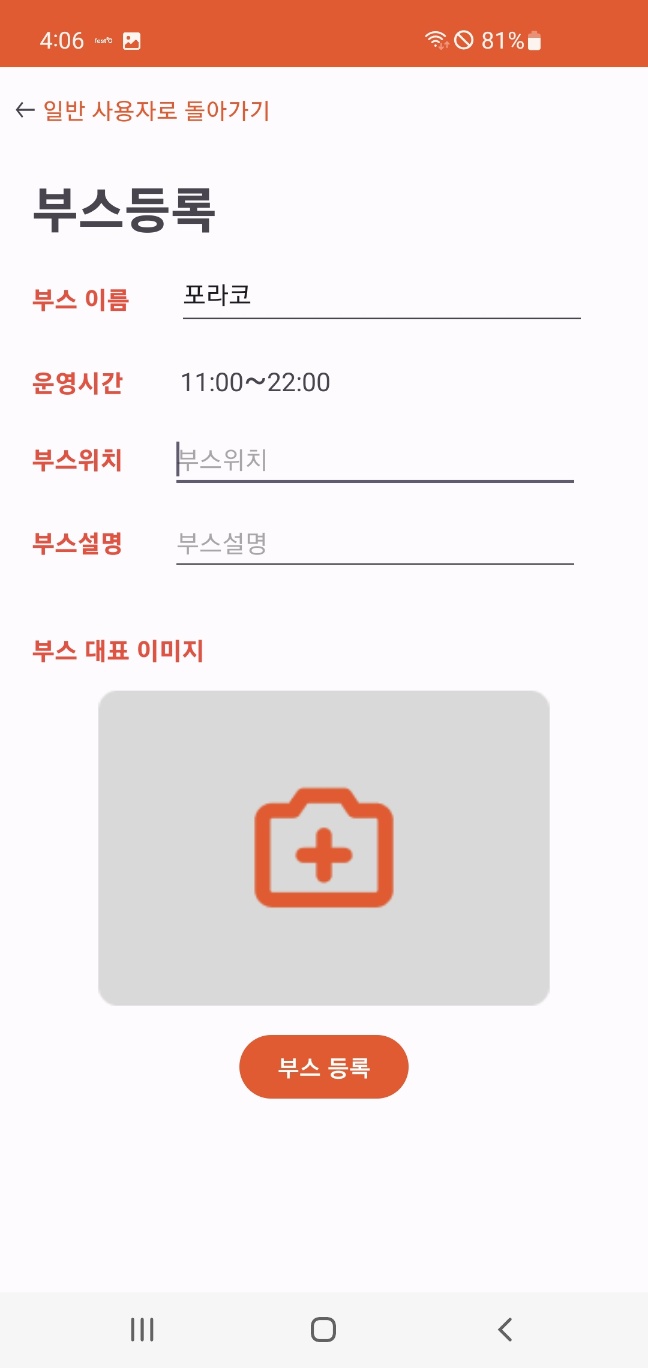 4:06
81%
← 일반 사용자로 돌아가기
부스등록
부스 이름 포라코
운영시간 11:00~22:00
부스위치 부스위치
부스설명 부스설명
부스 대표 이미지
부스 등록